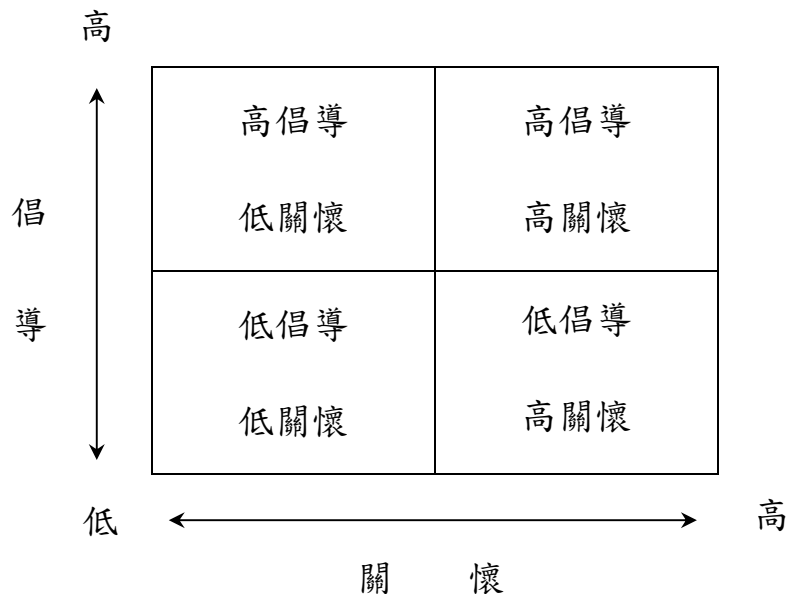 高
高倡導 高倡導
低關懷 高關懷
倡
導
低倡導 低倡導
低關懷 高關懷
低 高
關 懷